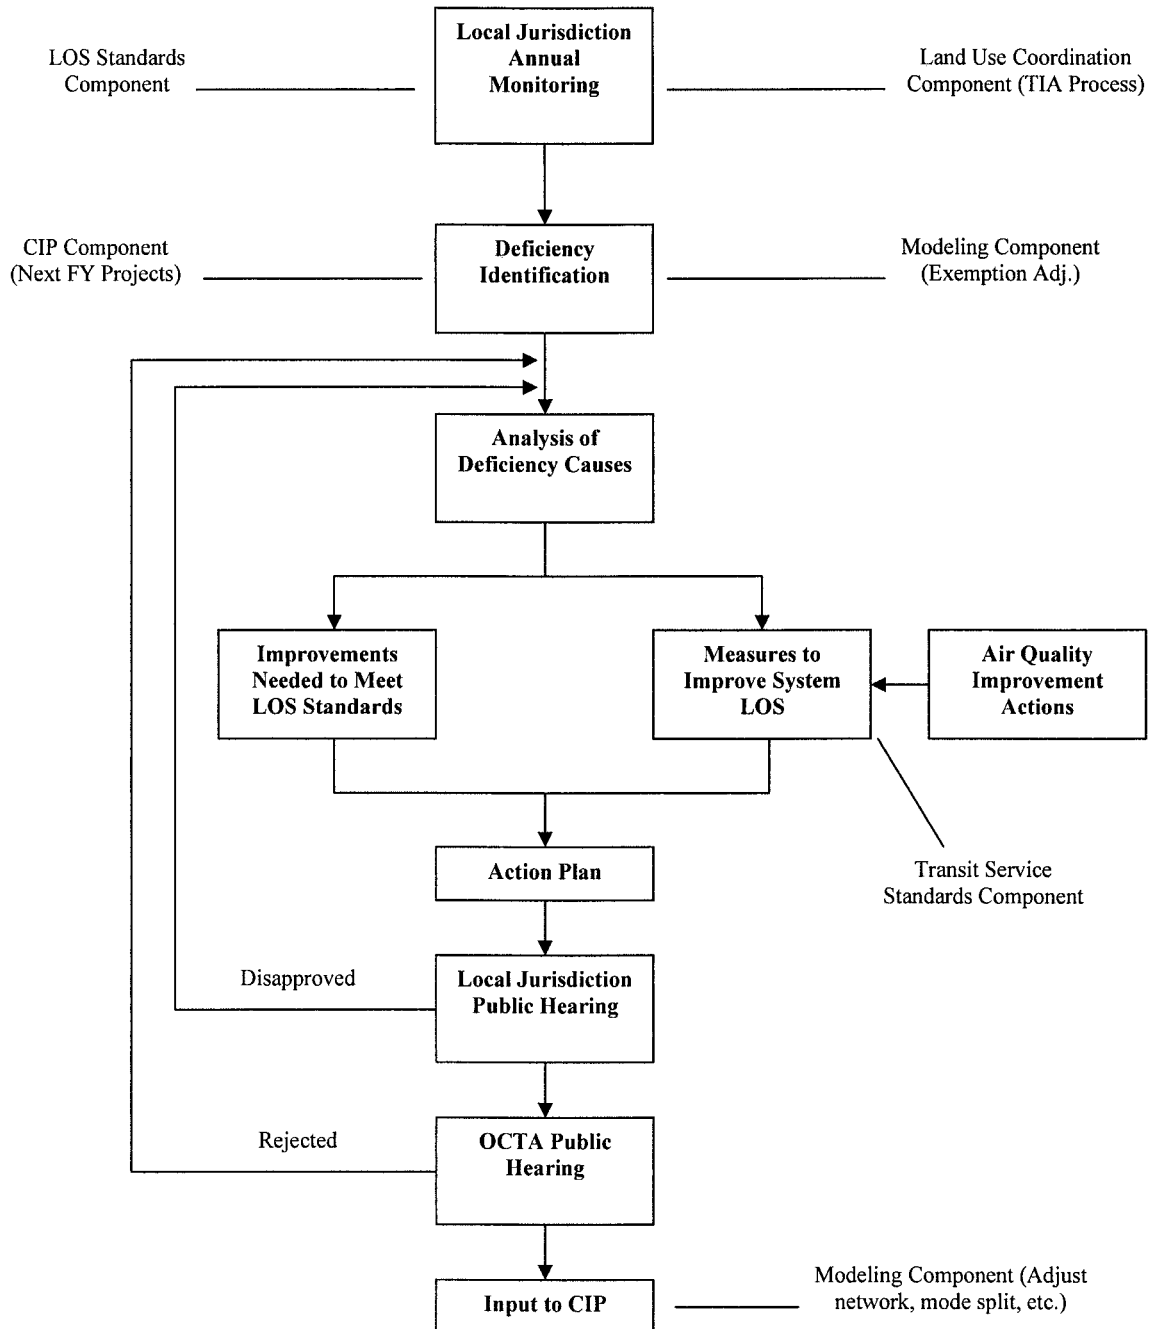 Local Jurisdiction
Annual
Monitoring
LOS Standards
Component
Land Use Coordination
Component (TIA Process)
CIP Component
(Next FY Projects)
Deficiency
Identification
Modeling Component
(Exemption Adj.)
Analysis of
Deficiency Causes
Improvements
Needed to Meet
LOS Standards
Measures to
Improve System
LOS
Air Quality
Improvement
Actions
Action Plan
Transit Service
Standards Component
Disapproved
Local Jurisdiction
Public Hearing
Rejected
OCTA Public
Hearing
Input to CIP
Modeling Component (Adjust
network, mode split, etc.)